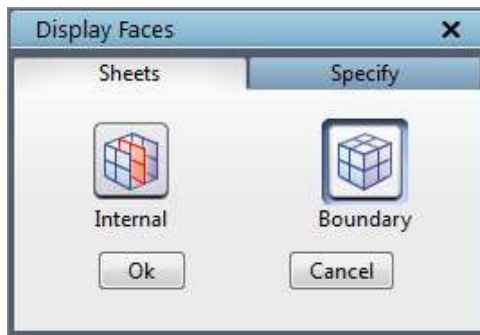 Display Faces
Sheets Specify
Internal Boundary
Ok Cancel